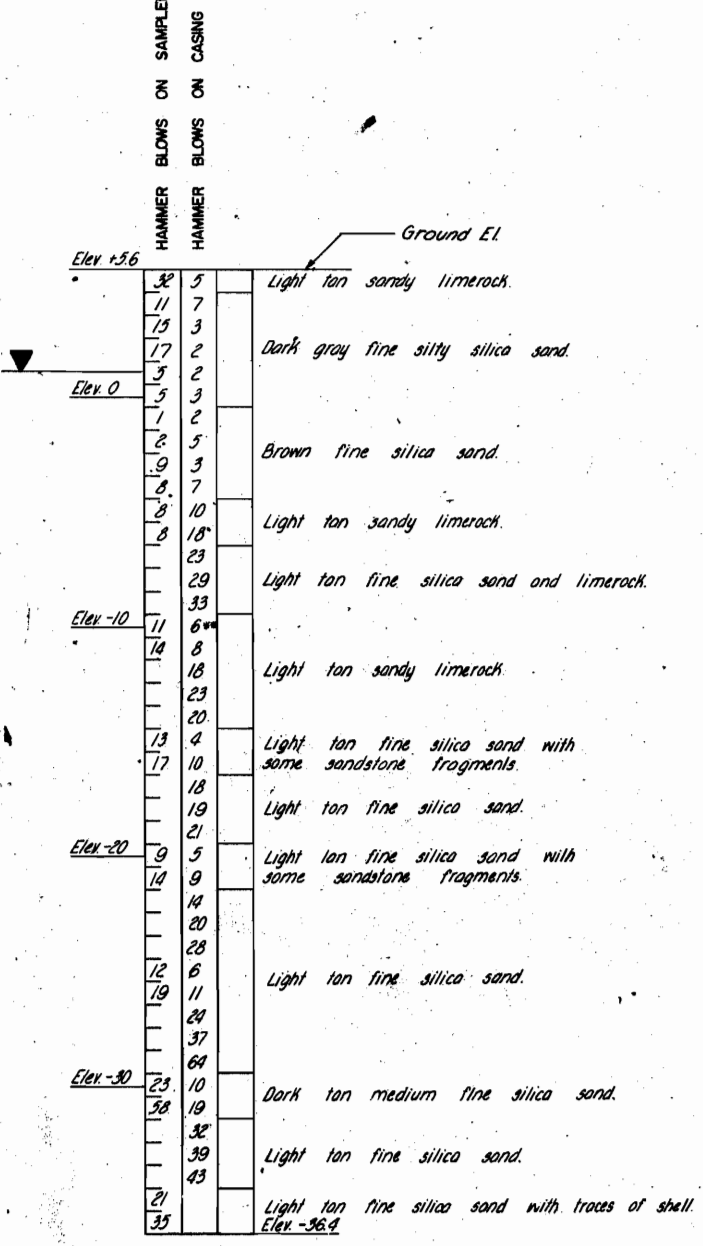 HAMMER BLOWS ON SAMPLER
HAMMER BLOWS ON CASING
Ground El.
Elev. +5.6
32 5 Light tan sandy limerock.
11 7
15 3
17 2 Dark gray fine silty silica sand.
5 2
Elev. 0 5 3
1 2
2 5 Brown fine silica sand.
9 3
8 7
8 10 Light tan sandy limerock.
8 18*
23
29 Light tan fine silica sand and limerock.
33
Elev. -10 11 6**
14 8
18 Light tan sandy limerock
23
20
13 4 Light tan fine silica sand with
17 10 some sandstone fragments.
18
19 Light tan fine silica sand.
21
Elev. -20 9 5 Light tan fine silica sand with
14 9 some sandstone fragments.
14
20
28
12 6 Light tan fine silica sand.
19 11
24
37
64
Elev. -30 23 10 Dark tan medium fine silica sand.
58 19
32
39 Light tan fine silica sand.
43
21 Light tan fine silica sand with traces of shell.
35 Elev. -36.4